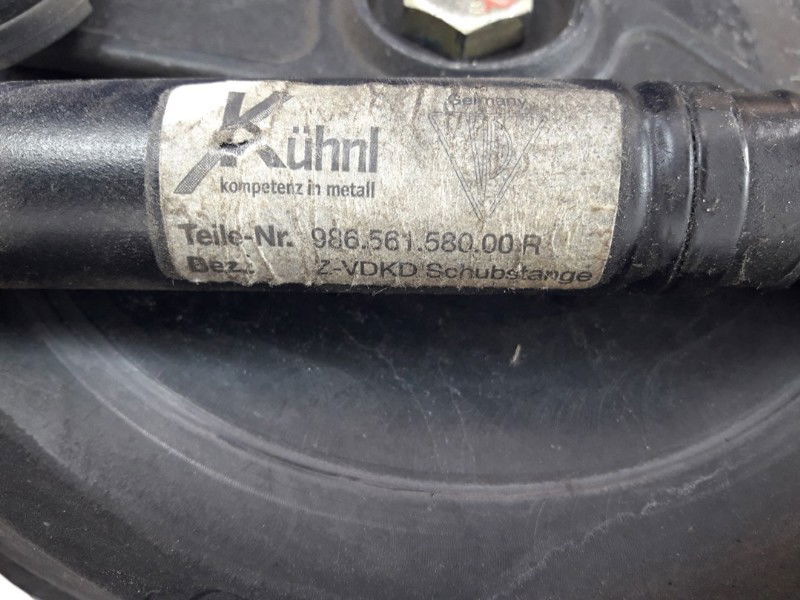 Kühnl
kompetenz in metall
Germany
Teile-Nr. 986.561.580.00 R
Bez.: Z-VDKD Schubstange